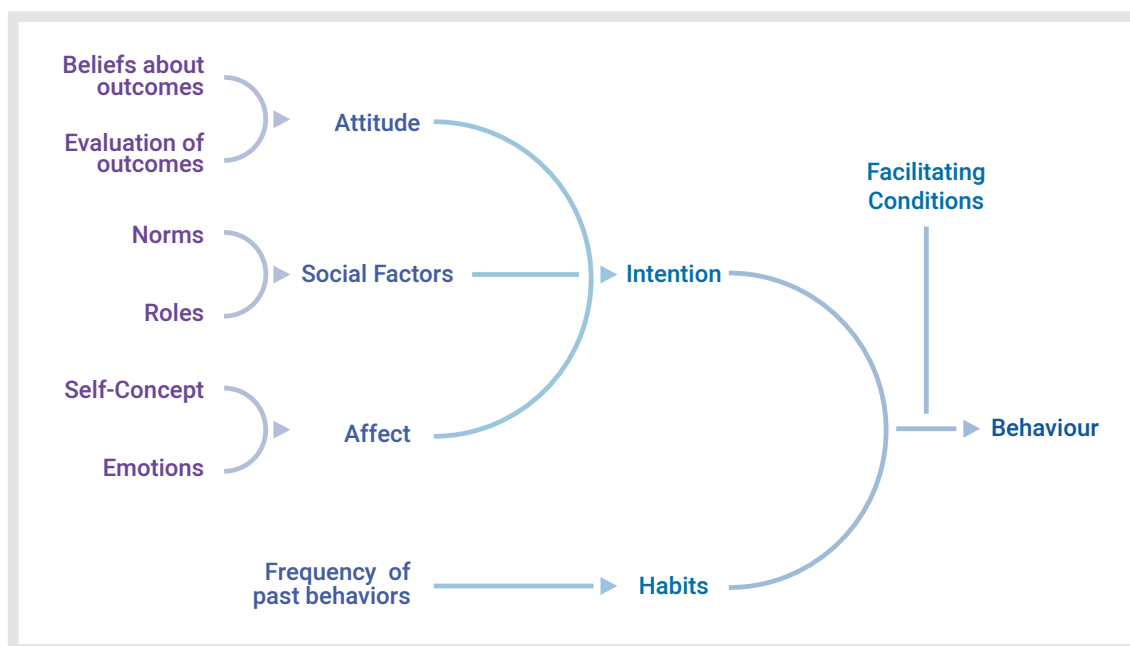 Beliefs about
outcomes
Evaluation of
outcomes
Attitude
Norms
Roles
Social Factors
Self-Concept
Emotions
Affect
Frequency of
past behaviors
Intention
Habits
Facilitating
Conditions
Behaviour